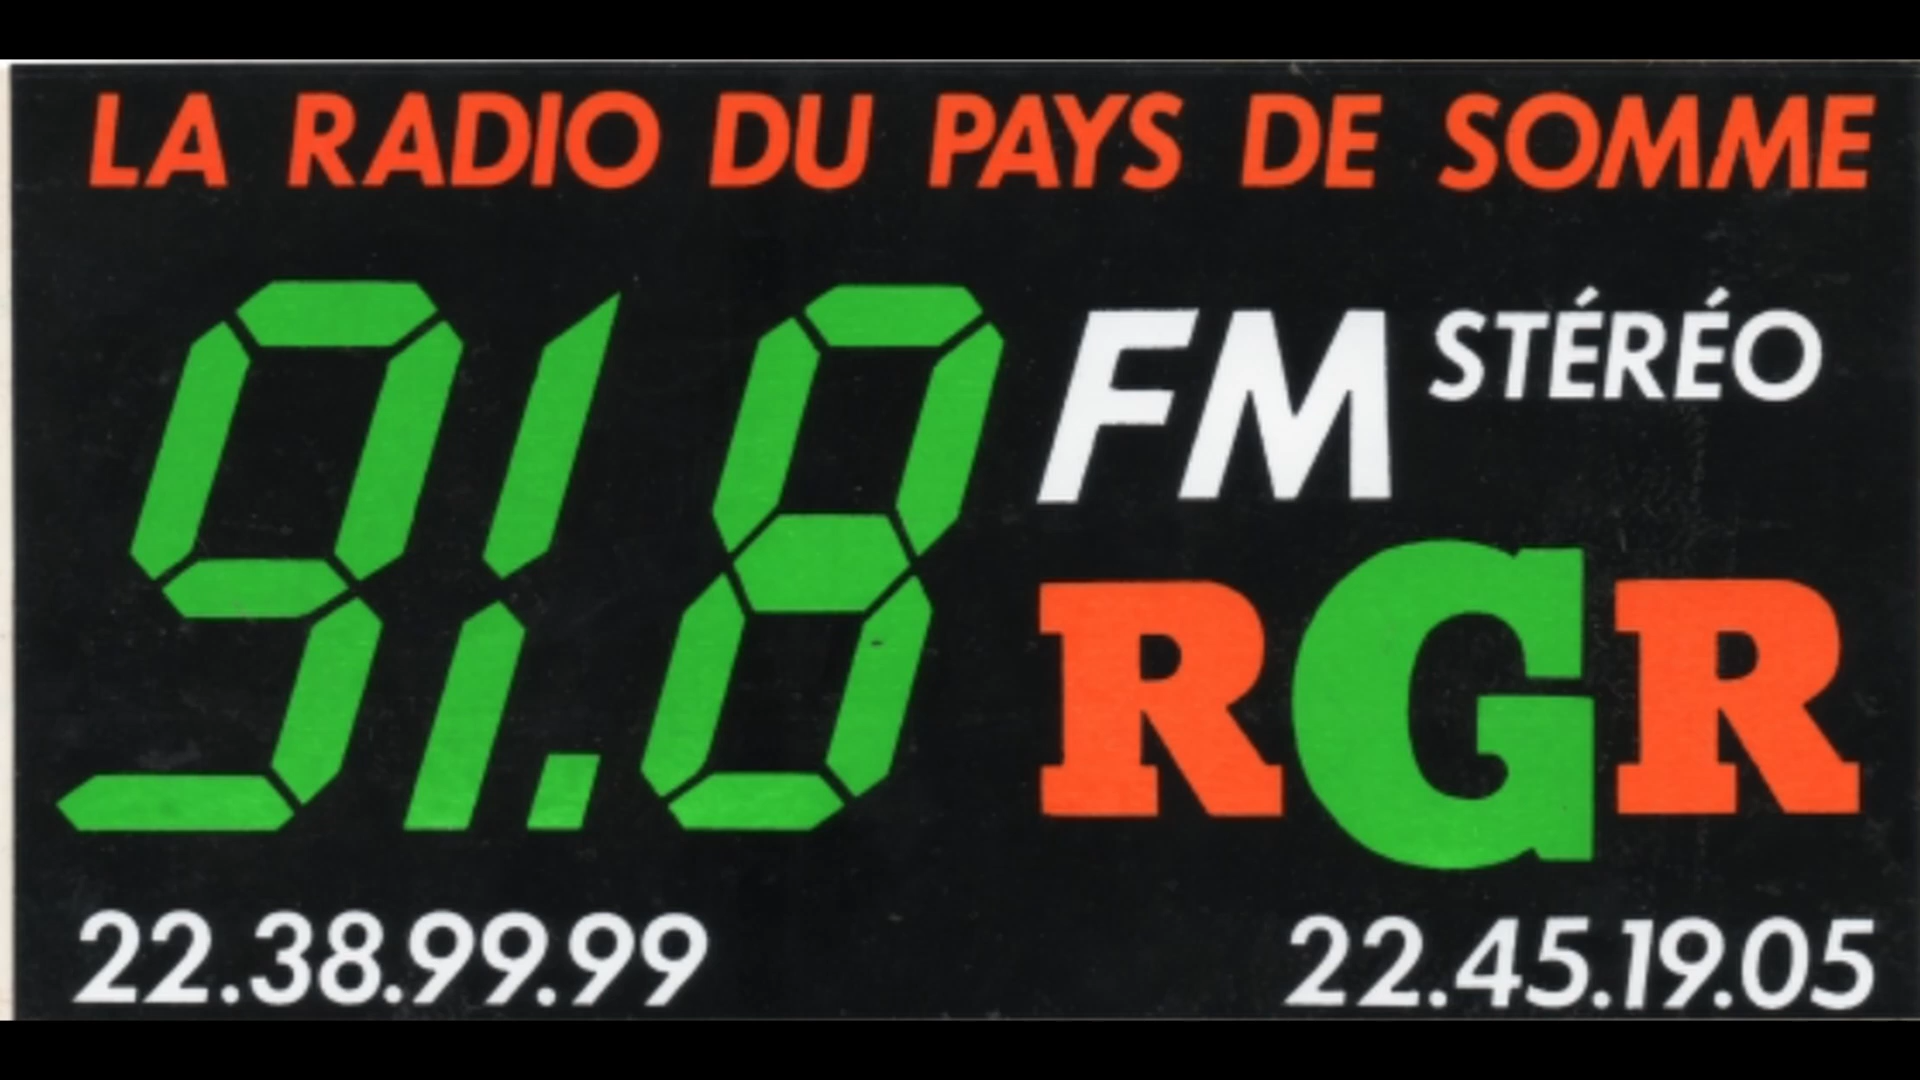 LA RADIO DU PAYS DE SOMME
91.8 FM STÉRÉO
RGR
22.38.99.99 22.45.19.05